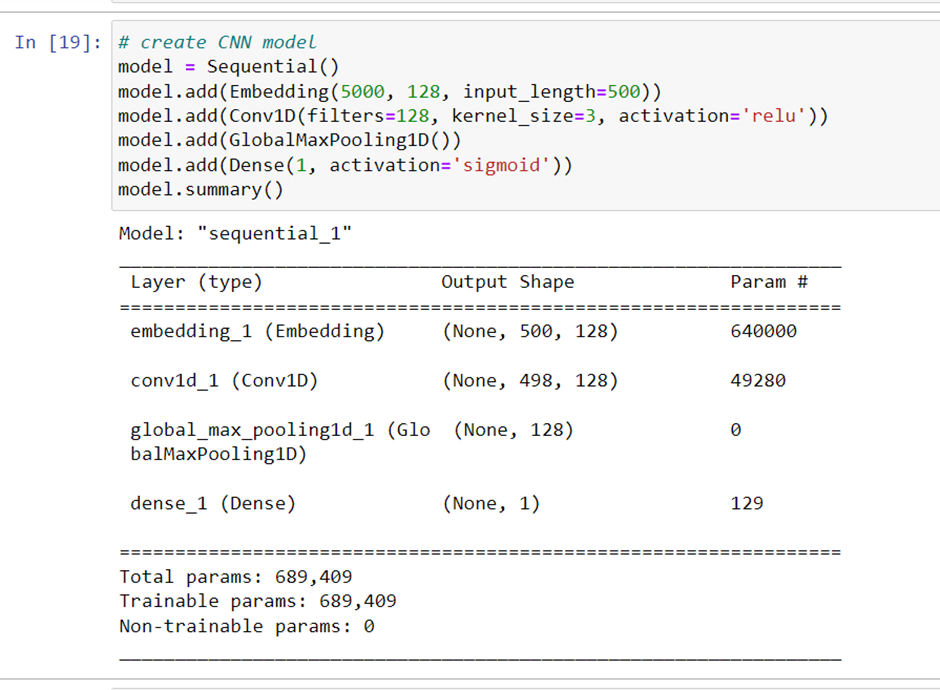 In [19]:
# create CNN model
model = Sequential()
model.add(Embedding(5000, 128, input_length=500))
model.add(Conv1D(filters=128, kernel_size=3, activation='relu'))
model.add(GlobalMaxPooling1D())
model.add(Dense(1, activation='sigmoid'))
model.summary()
Model: "sequential_1"
_________________________________________________________________
Layer (type) Output Shape Param #
=================================================================
embedding_1 (Embedding) (None, 500, 128) 640000
conv1d_1 (Conv1D) (None, 498, 128) 49280
global_max_pooling1d_1 (Glo (None, 128) 0
balMaxPooling1D)
dense_1 (Dense) (None, 1) 129
=================================================================
Total params: 689,409
Trainable params: 689,409
Non-trainable params: 0
_________________________________________________________________